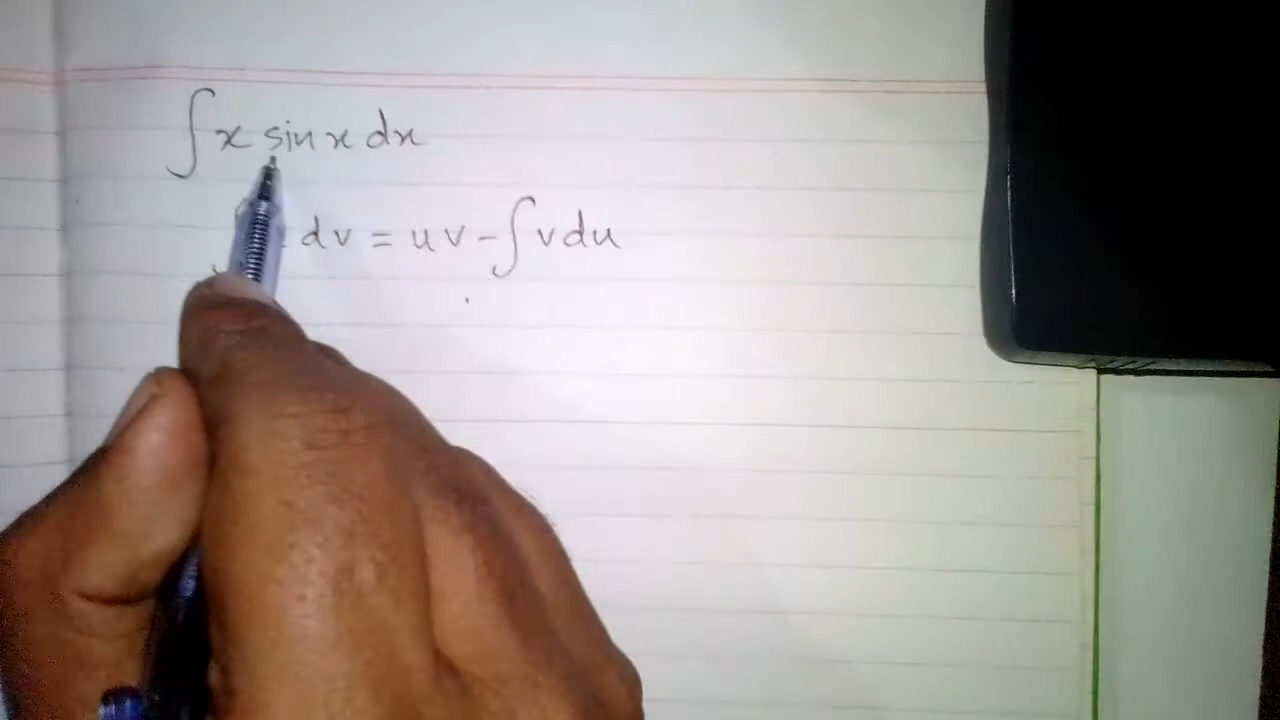 ∫x sin x dx
dv = uv - ∫v du